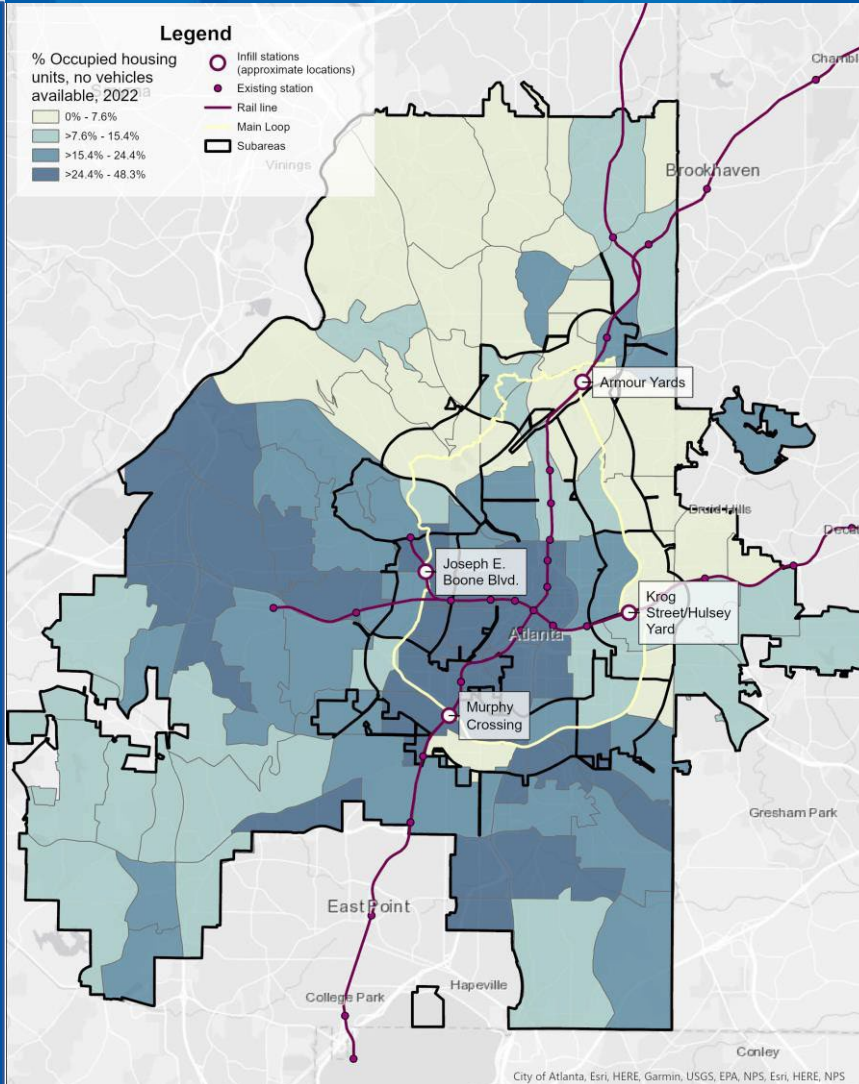 Legend
% Occupied housing
units, no vehicles
available, 2022
0% - 7.6%
>7.6% - 15.4%
>15.4% - 24.4%
>24.4% - 48.3%
Infill stations
(approximate locations)
Existing station
Rail line
Main Loop
Subareas
Vinings
Brookhaven
Armour Yards
Druid Hills
Joseph E.
Boone Blvd.
Krog
Street/Hulsey
Yard
Atlanta
Murphy
Crossing
Gresham Park
East Point
Hapeville
College Park
Conley
City of Atlanta, Esri, HERE, Garmin, USGS, EPA, NPS, Esri, HERE, NPS